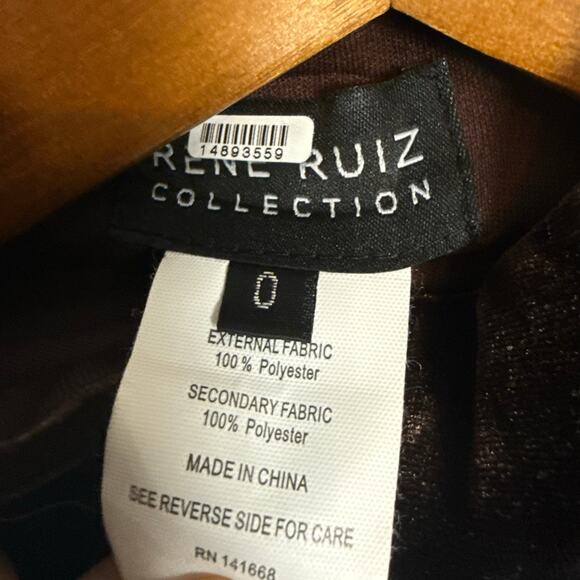 14893559
RENE RUIZ
COLLECTION
0
EXTERNAL FABRIC
100% Polyester
SECONDARY FABRIC
100% Polyester
MADE IN CHINA
SEE REVERSE SIDE FOR CARE
RN 141668